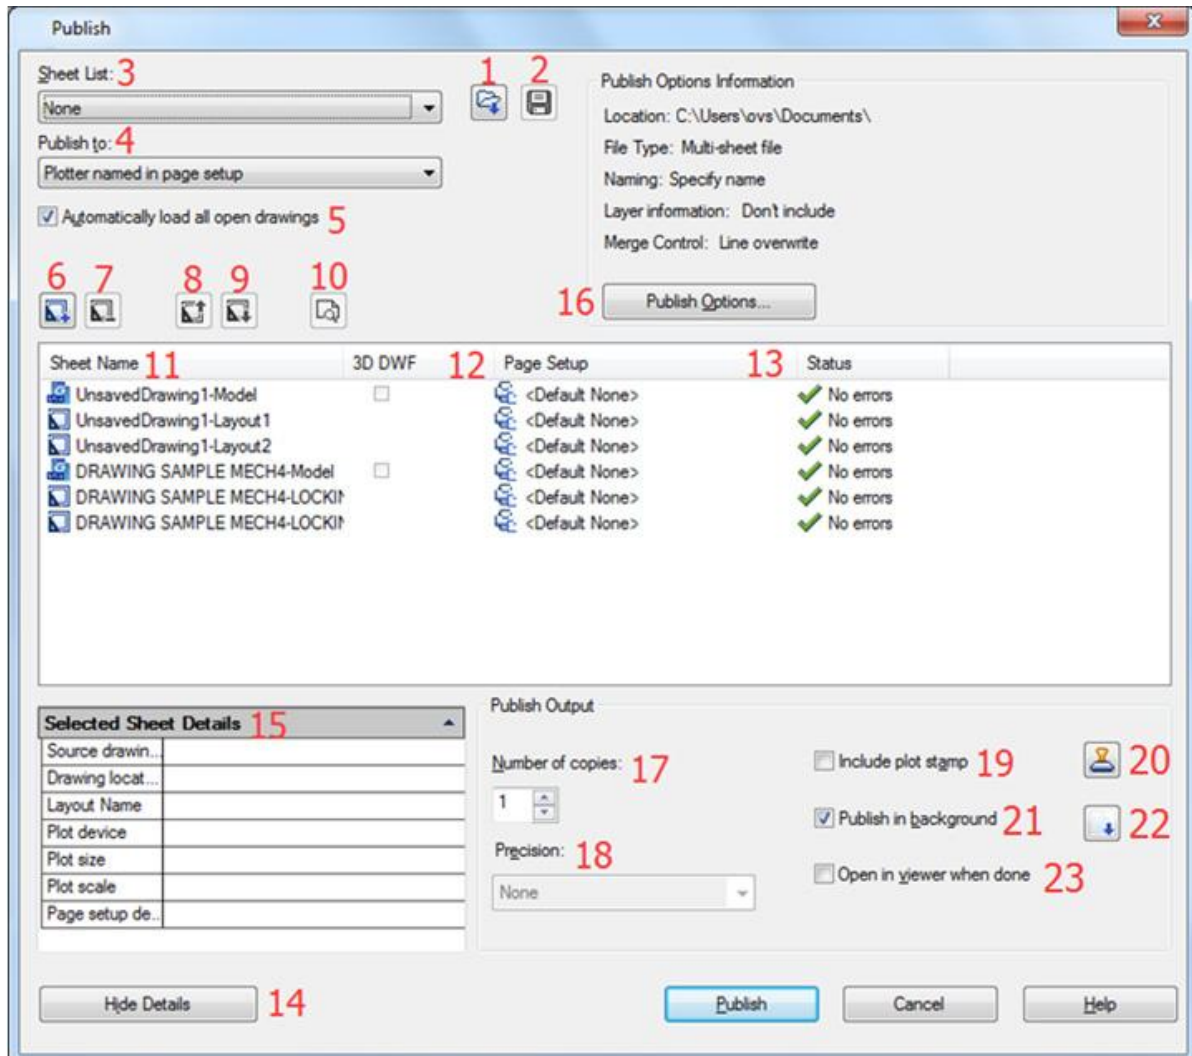 Publish
Sheet List: 3
1 2
None
Publish to: 4
Plotter named in page setup
Automatically load all open drawings 5
Publish Options Information
Location: C:\Users\ovs\Documents\
File Type: Multi-sheet file
Naming: Specify name
Layer information: Don't include
Merge Control: Line overwrite
16 Publish Options...
6 7 8 9 10
Sheet Name 11 3D DWF 12 Page Setup 13 Status
UnsavedDrawing1-Model <Default None> No errors
UnsavedDrawing1-Layout1 <Default None> No errors
UnsavedDrawing1-Layout2 <Default None> No errors
DRAWING SAMPLE MECH4-Model <Default None> No errors
DRAWING SAMPLE MECH4-LOCKIN <Default None> No errors
DRAWING SAMPLE MECH4-LOCKIN <Default None> No errors
Selected Sheet Details 15
Source drawin...
Drawing locat...
Layout Name
Plot device
Plot size
Plot scale
Page setup de...
Publish Output
Number of copies: 17
1
Precision: 18
None
Include plot stamp 19 20
Publish in background 21 22
Open in viewer when done 23
Hide Details 14
Publish Cancel Help